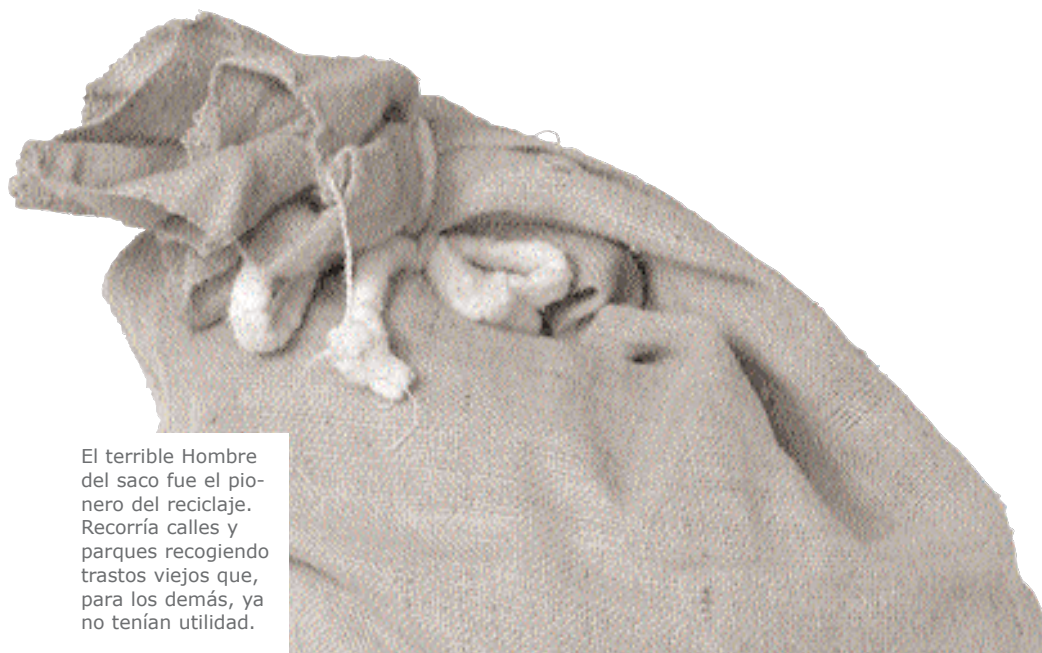 El terrible Hombre
del saco fue el pio-
nero del reciclaje.
Recorría calles y
parques recogiendo
trastos viejos que,
para los demás, ya
no tenían utilidad.